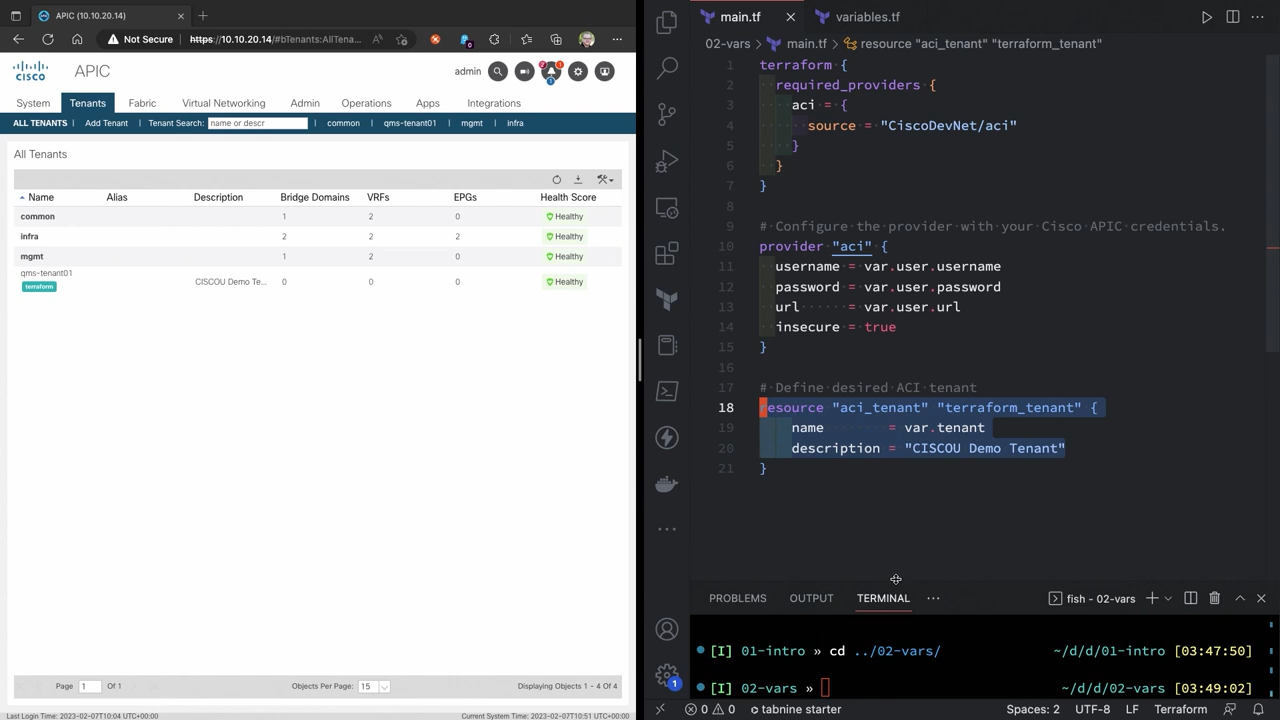 APIC (10.10.20.14)
Not Secure
https://10.10.20.14/#bTenants:AllTena...
CISCO
APIC
admin
System
Tenants
Fabric
Virtual Networking
Admin
Operations
Apps
Integrations
ALL TENANTS | Add Tenant | Tenant Search: name or descr | common | qms-tenant01 | mgmt | infra
All Tenants
Name Alias Description Bridge Domains VRFs EPGs Health Score
common 1 2 0 Healthy
infra 2 2 2 Healthy
mgmt 1 2 0 Healthy
qms-tenant01
terraform
CISCOU Demo Te... 0 0 0 Healthy
Page 1 Of 1 Objects Per Page: 15 Displaying Objects 1 - 4 Of 4
Last Login Time: 2023-02-07T10:04 UTC+00:00 Current System Time: 2023-02-07T10:51 UTC+00:00
main.tf
variables.tf
02-vars > main.tf > resource "aci_tenant" "terraform_tenant"
1 terraform {
2 required_providers {
3 aci = {
4 source = "CiscoDevNet/aci"
5 }
6 }
7 }
8
9 # Configure the provider with your Cisco APIC credentials.
10 provider "aci" {
11 username = var.user.username
12 password = var.user.password
13 url = var.user.url
14 insecure = true
15 }
16
17 # Define desired ACI tenant
18 resource "aci_tenant" "terraform_tenant" {
19 name = var.tenant
20 description = "CISCOU Demo Tenant"
21 }
PROBLEMS
OUTPUT
TERMINAL
fish - 02-vars
[I] 01-intro » cd ../02-vars/ ~/d/d/01-intro [03:47:50]
[I] 02-vars » ~/d/d/02-vars [03:49:02]
1
0 0 tabnine starter Spaces: 2 UTF-8 LF Terraform